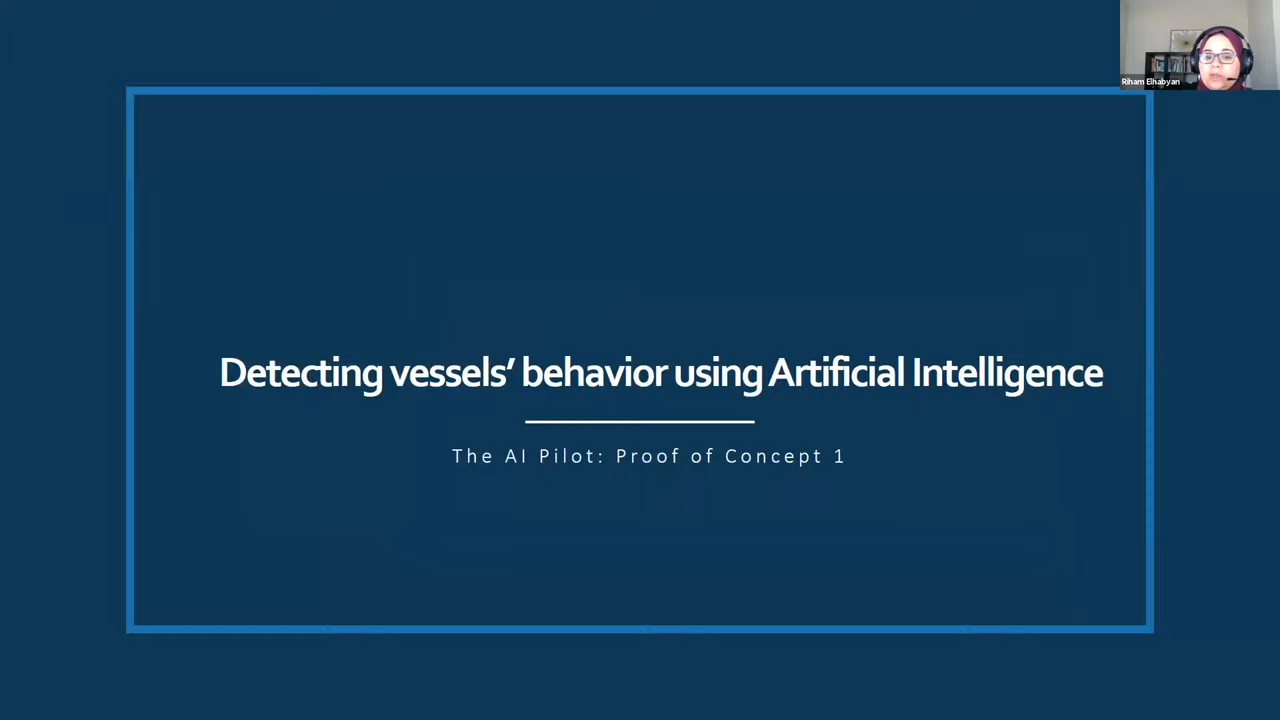 Riham Elhabyan
Detecting vessels’ behavior using Artificial Intelligence
The AI Pilot: Proof of Concept 1